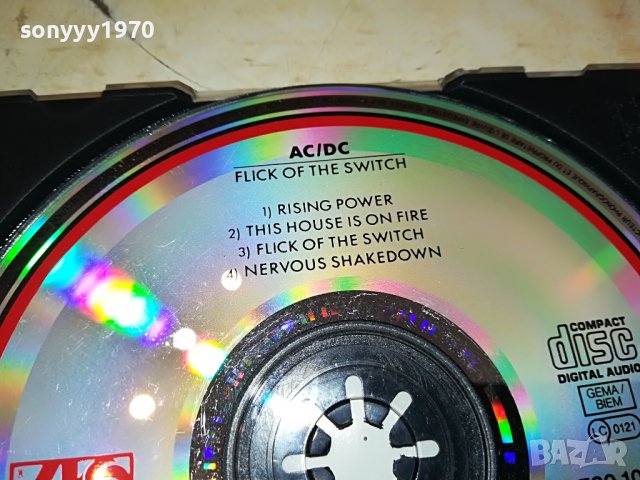 sonyyy1970
AC/DC
FLICK OF THE SWITCH
1) RISING POWER
2) THIS HOUSE IS ON FIRE
3) FLICK OF THE SWITCH
4) NERVOUS SHAKEDOWN
COMPACT
disc
DIGITAL AUDIO
GEMA/
BIEM
LC 0121
BAZAR